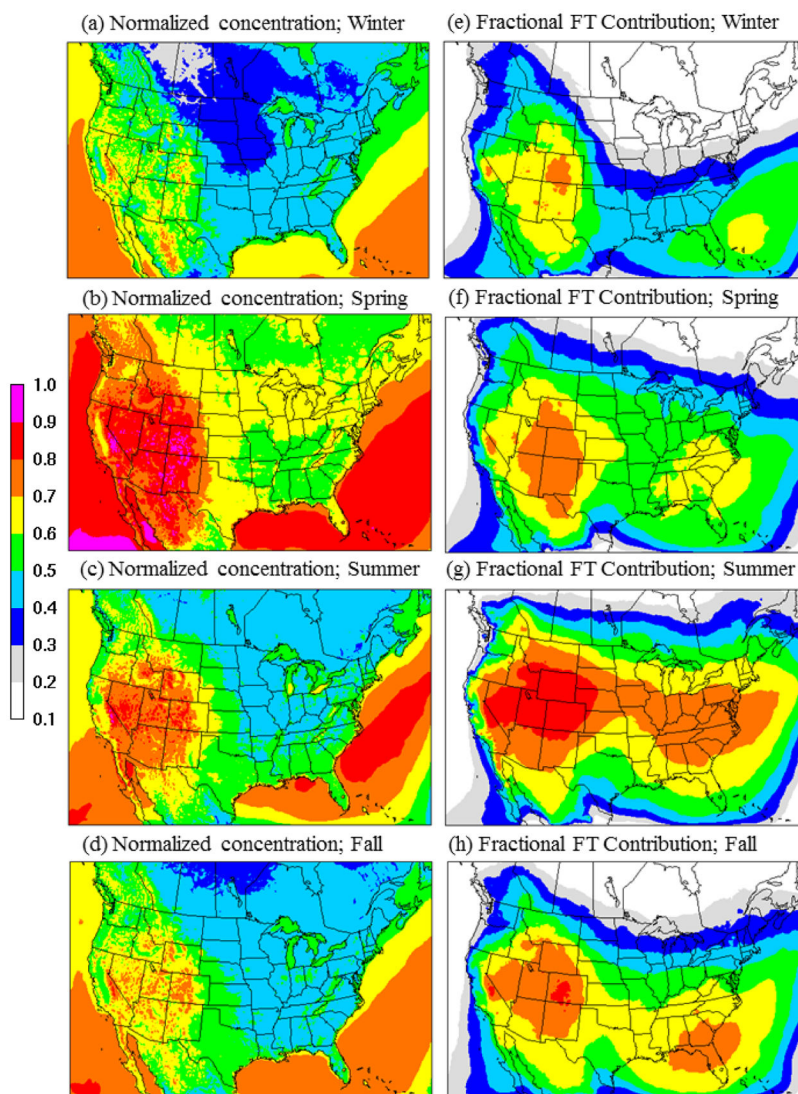 (a) Normalized concentration; Winter
(e) Fractional FT Contribution; Winter
(b) Normalized concentration; Spring
(f) Fractional FT Contribution; Spring
1.0
0.9
0.8
0.7
0.6
0.5
0.4
0.3
0.2
0.1
(c) Normalized concentration; Summer
(g) Fractional FT Contribution; Summer
(d) Normalized concentration; Fall
(h) Fractional FT Contribution; Fall